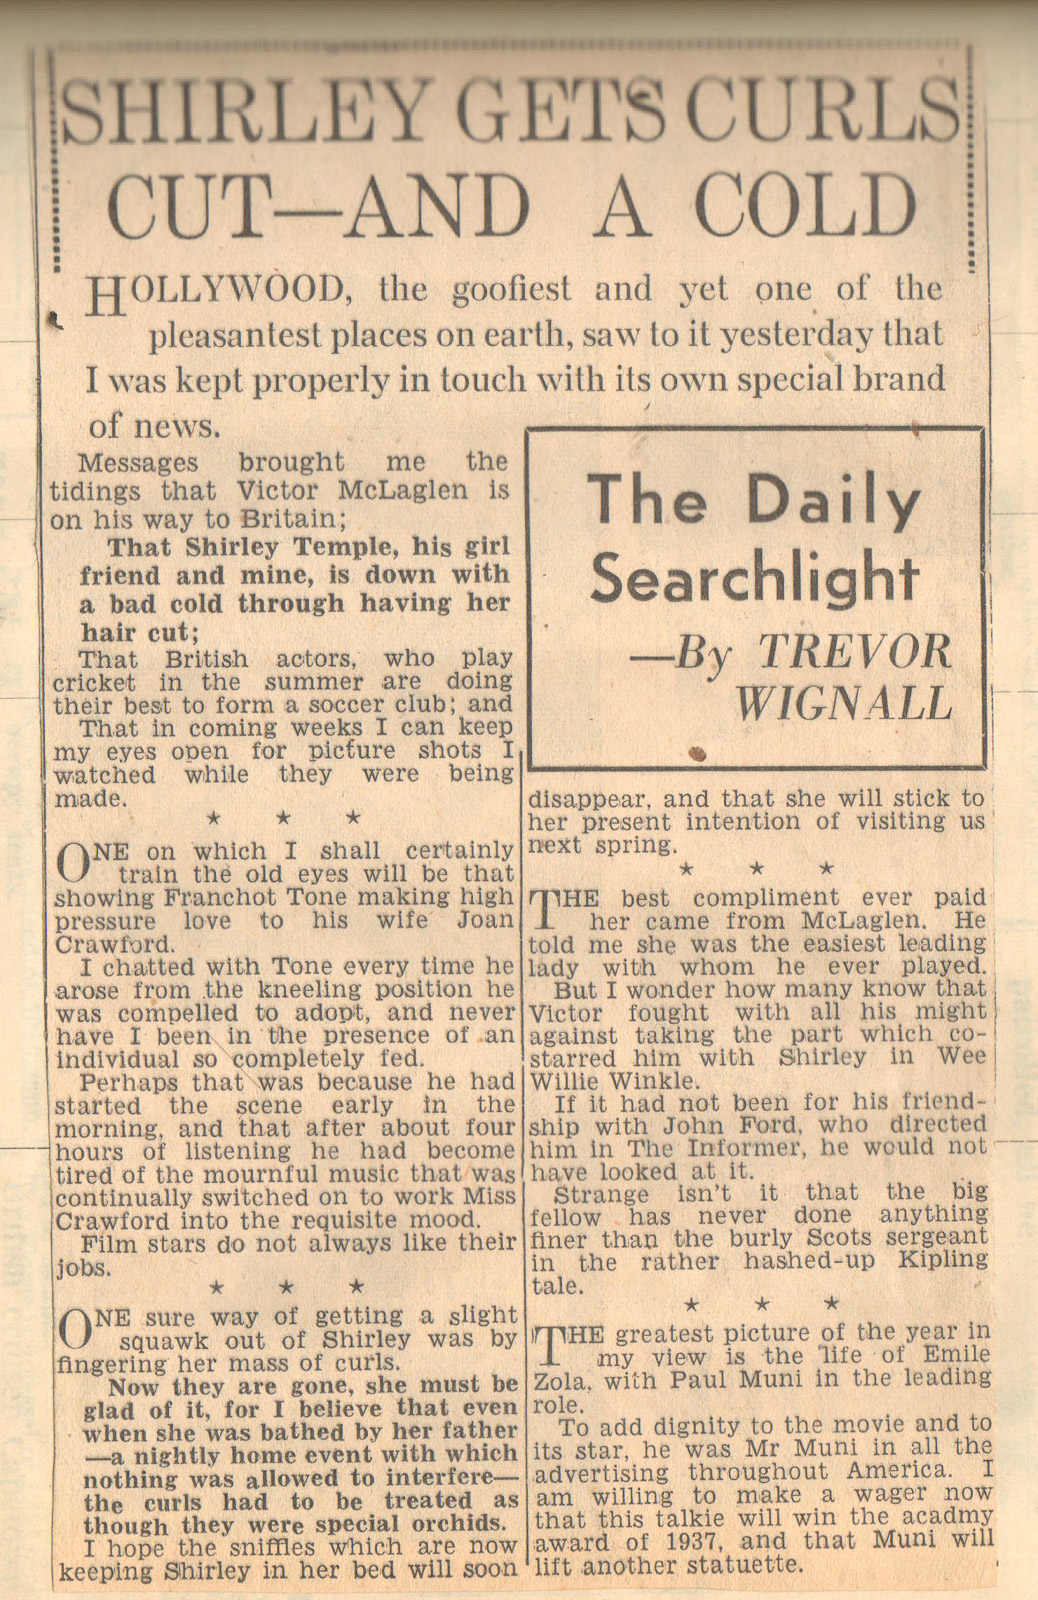 SHIRLEY GETS CURLS
CUT—AND A COLD
HOLLYWOOD, the goofiest and yet one of the
pleasantest places on earth, saw to it yesterday that
I was kept properly in touch with its own special brand
of news.
Messages brought me the
tidings that Victor McLaglen is
on his way to Britain;
That Shirley Temple, his girl
friend and mine, is down with
a bad cold through having her
hair cut;
That British actors, who play
cricket in the summer are doing
their best to form a soccer club; and
That in coming weeks I can keep
my eyes open for picture shots I
watched while they were being
made.
★ ★ ★
ONE on which I shall certainly
train the old eyes will be that
showing Franchot Tone making high
pressure love to his wife Joan
Crawford.
I chatted with Tone every time he
arose from the kneeling position he
was compelled to adopt, and never
have I been in the presence of an
individual so completely fed.
Perhaps that was because he had
started the scene early in the
morning, and that after about four
hours of listening he had become
tired of the mournful music that was
continually switched on to work Miss
Crawford into the requisite mood.
Film stars do not always like their
jobs.
★ ★ ★
ONE sure way of getting a slight
squawk out of Shirley was by
fingering her mass of curls.
Now they are gone, she must be
glad of it, for I believe that even
when she was bathed by her father
—a nightly home event with which
nothing was allowed to interfere—
the curls had to be treated as
though they were special orchids.
I hope the sniffles which are now
keeping Shirley in her bed will soon
The Daily
Searchlight
—By TREVOR
WIGNALL
disappear, and that she will stick to
her present intention of visiting us
next spring.
★ ★ ★
THE best compliment ever paid
her came from McLaglen. He
told me she was the easiest leading
lady with whom he ever played.
But I wonder how many know that
Victor fought with all his might
against taking the part which co-
starred him with Shirley in Wee
Willie Winkle.
If it had not been for his friend-
ship with John Ford, who directed
him in The Informer, he would not
have looked at it.
Strange isn't it that the big
fellow has never done anything
finer than the burly Scots sergeant
in the rather hashed-up Kipling
tale.
★ ★ ★
THE greatest picture of the year in
my view is the life of Emile
Zola, with Paul Muni in the leading
role.
To add dignity to the movie and to
its star, he was Mr Muni in all the
advertising throughout America. I
am willing to make a wager now
that this talkie will win the acadmy
award of 1937, and that Muni will
lift another statuette.